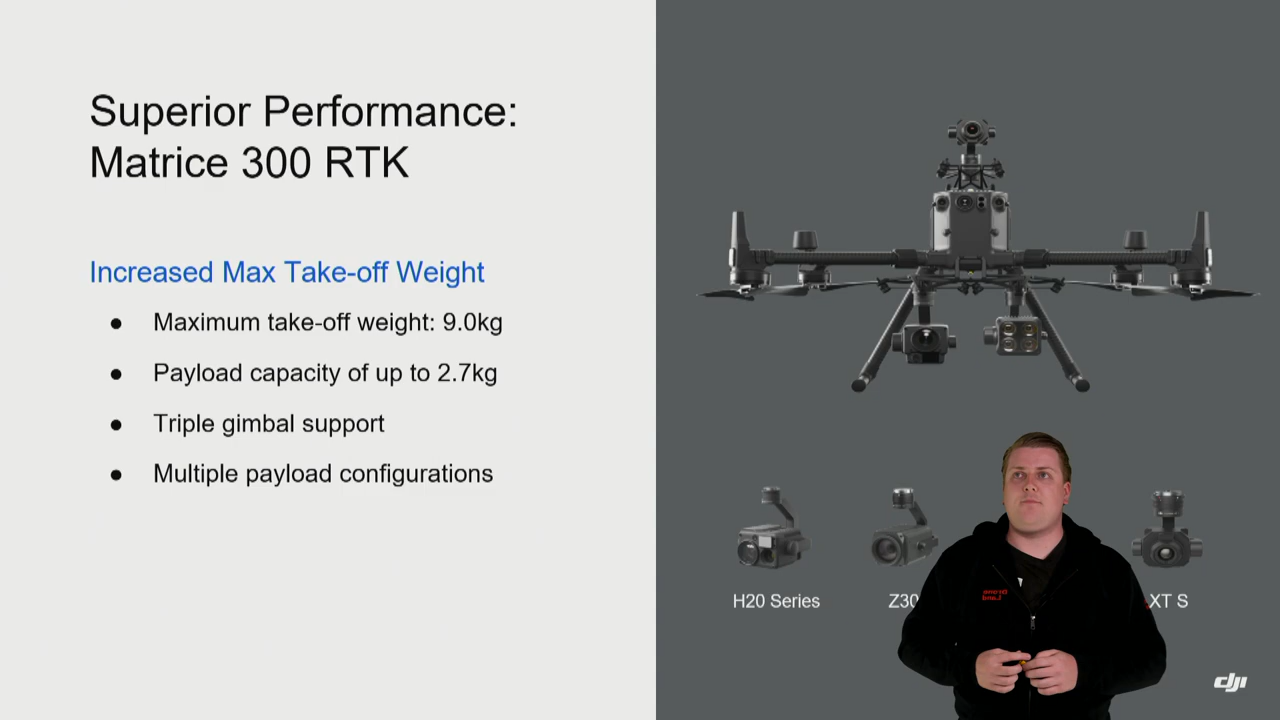 Superior Performance:
Matrice 300 RTK
Increased Max Take-off Weight
● Maximum take-off weight: 9.0kg
● Payload capacity of up to 2.7kg
● Triple gimbal support
● Multiple payload configurations
H20 Series
Z30
XT S
dji